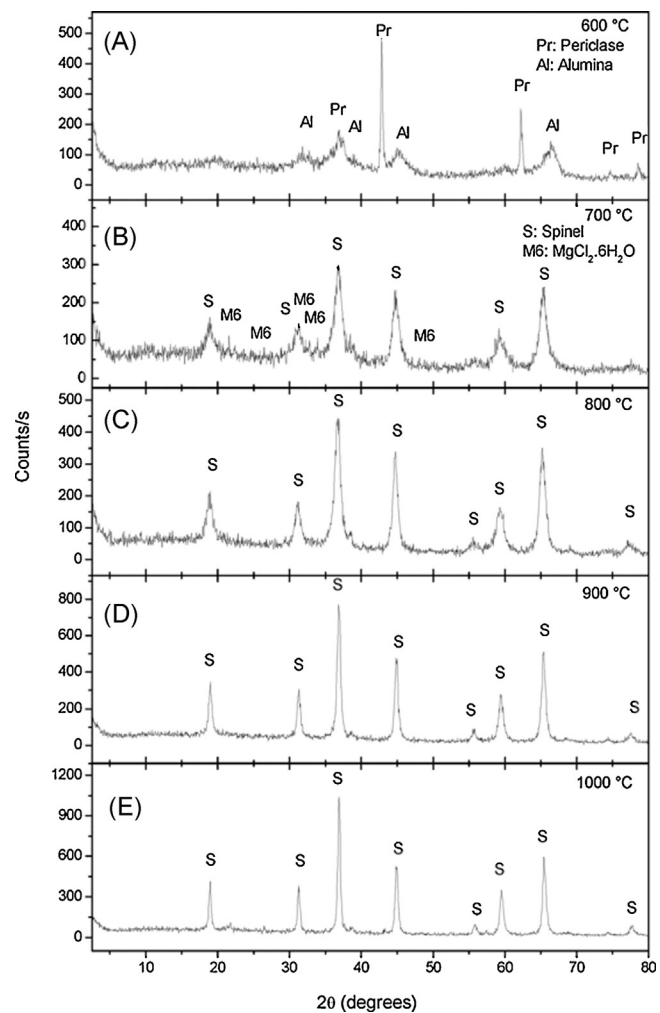 (A)
600 °C
Pr: Periclase
Al: Alumina
Pr
Pr
Pr
Al
Al
Al
Al
Pr
Pr
500
400
300
200
100
0
(B)
700 °C
S: Spinel
M6: MgCl₂.6H₂O
S
S
S
S
M6
S
M6
M6
M6
M6
S
400
300
200
100
0
(C)
800 °C
S
S
S
S
S
S
S
S
500
400
300
200
100
0
Counts/s
(D)
900 °C
S
S
S
S
S
S
S
S
800
600
400
200
0
(E)
1000 °C
S
S
S
S
S
S
S
S
1200
900
600
300
0
10 20 30 40 50 60 70 80
2θ (degrees)